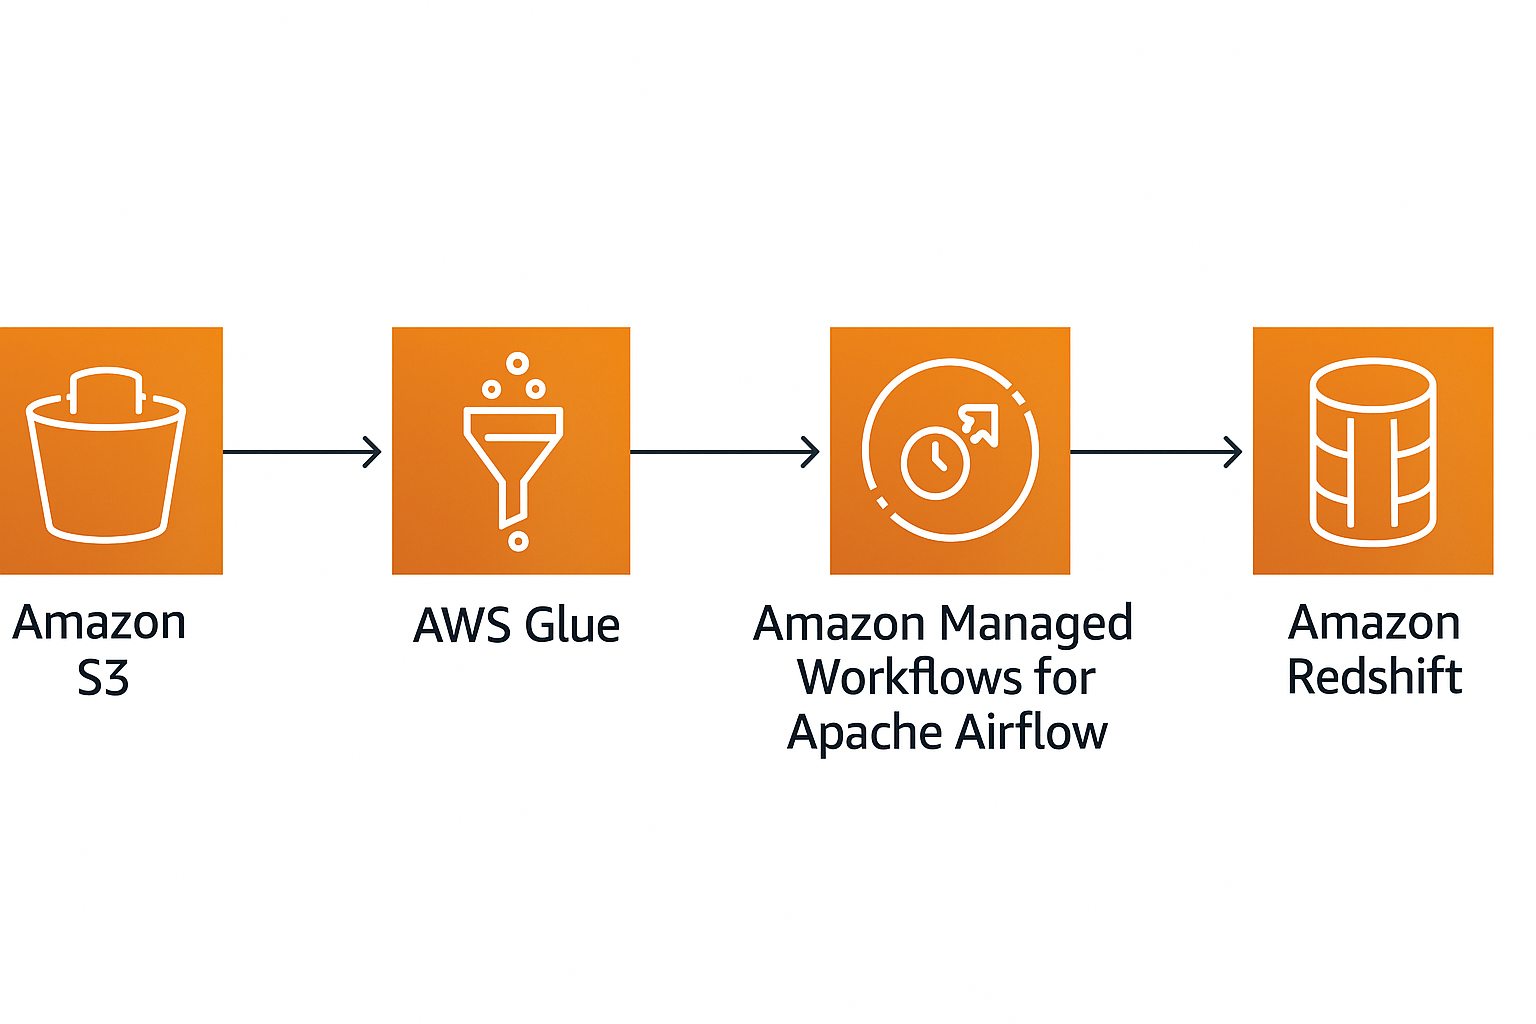 Amazon
S3
AWS Glue
Amazon Managed
Workflows for
Apache Airflow
Amazon
Redshift